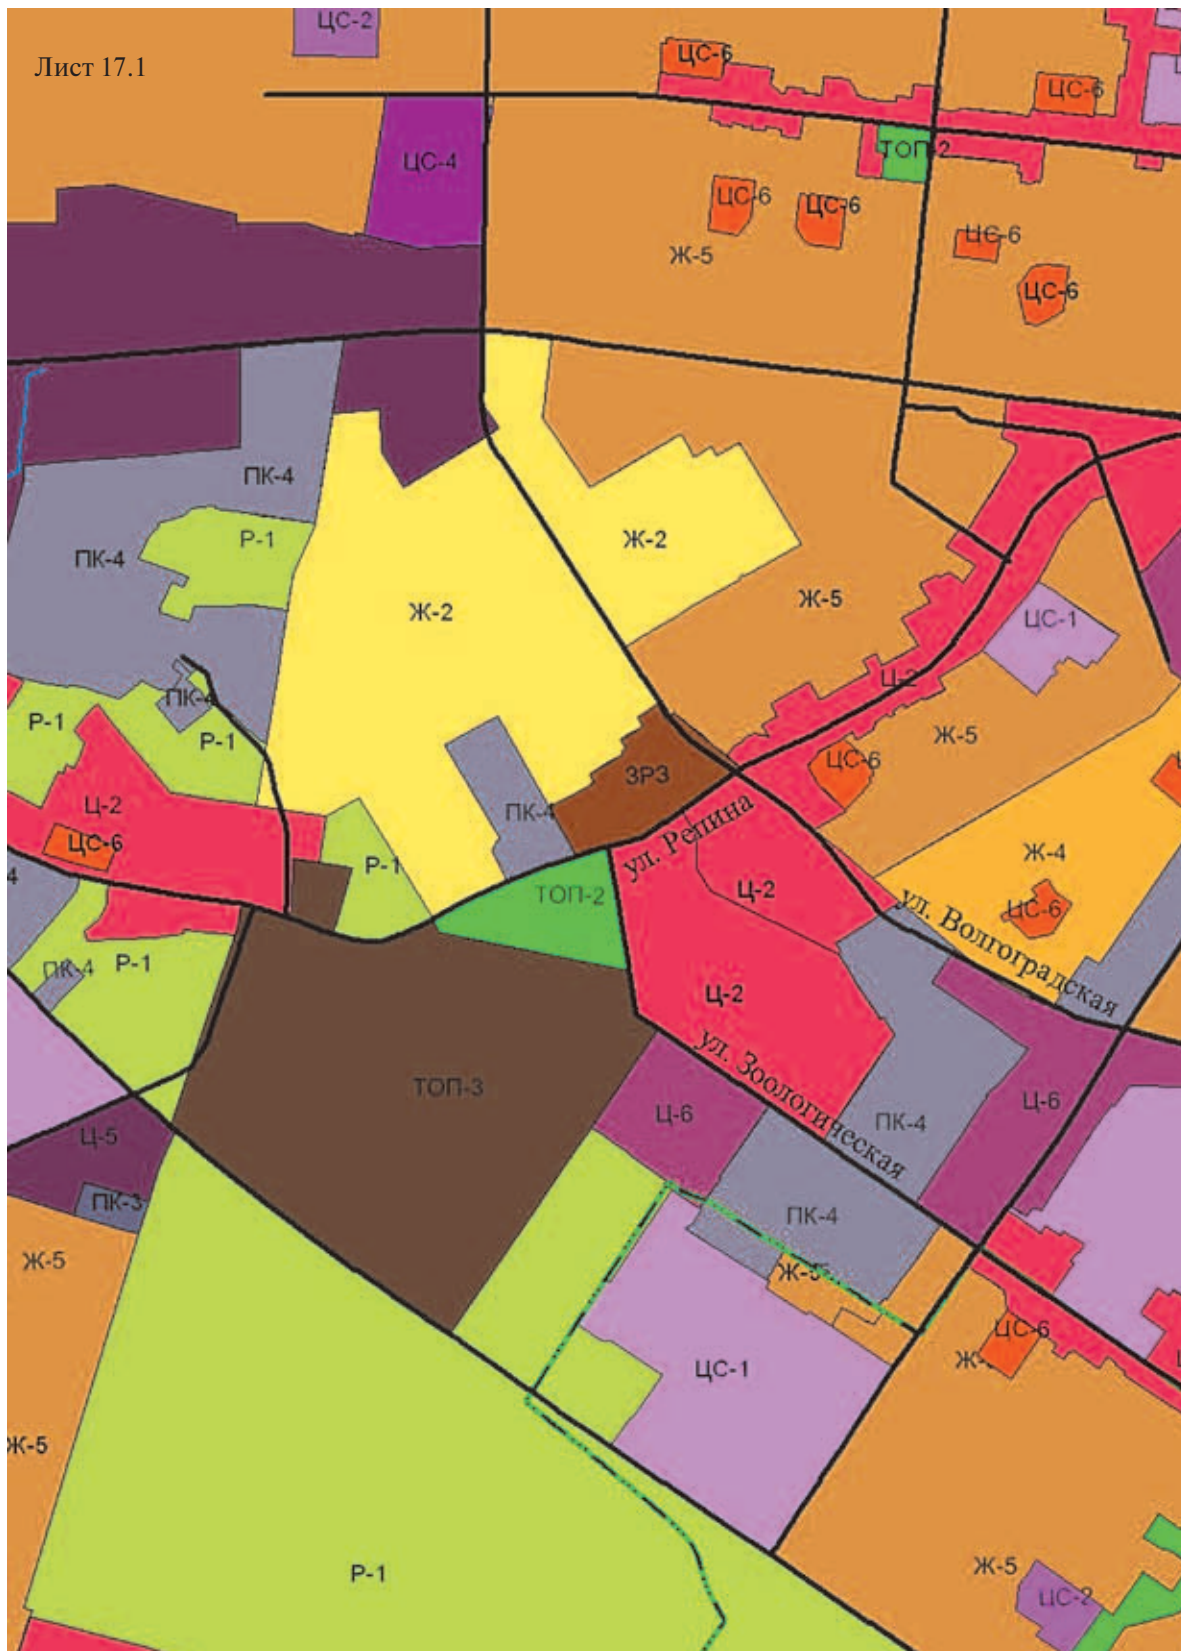 ЦС-2
Лист 17.1
ЦС-6
ЦС-6
ЦС-4
ТОП-2
ЦС-6
ЦС-6
ЦС-6
Ж-5
ЦС-6
ПК-4
Р-1
Ж-2
ПК-4
Ж-2
Ж-5
ЦС-1
Ц-2
ПК-4
Р-1
Р-1
Ж-5
ЦС-6
ЗРЗ
Ц-2
ПК-4
ул. Репина
ЦС-6
Ж-4
Р-1
4
ТОП-2
Ц-2
ул. Волгоградская
ЦС-6
ПК-4
Р-1
Ц-2
ул. Зоологическая
ТОП-3
Ц-6
ПК-4
Ц-6
Ц-5
ПК-3
ПК-4
Ж-5
Ж-5
ЦС-6
Ж-
ЦС-1
Ж-5
Р-1
Ж-5
ЦС-2